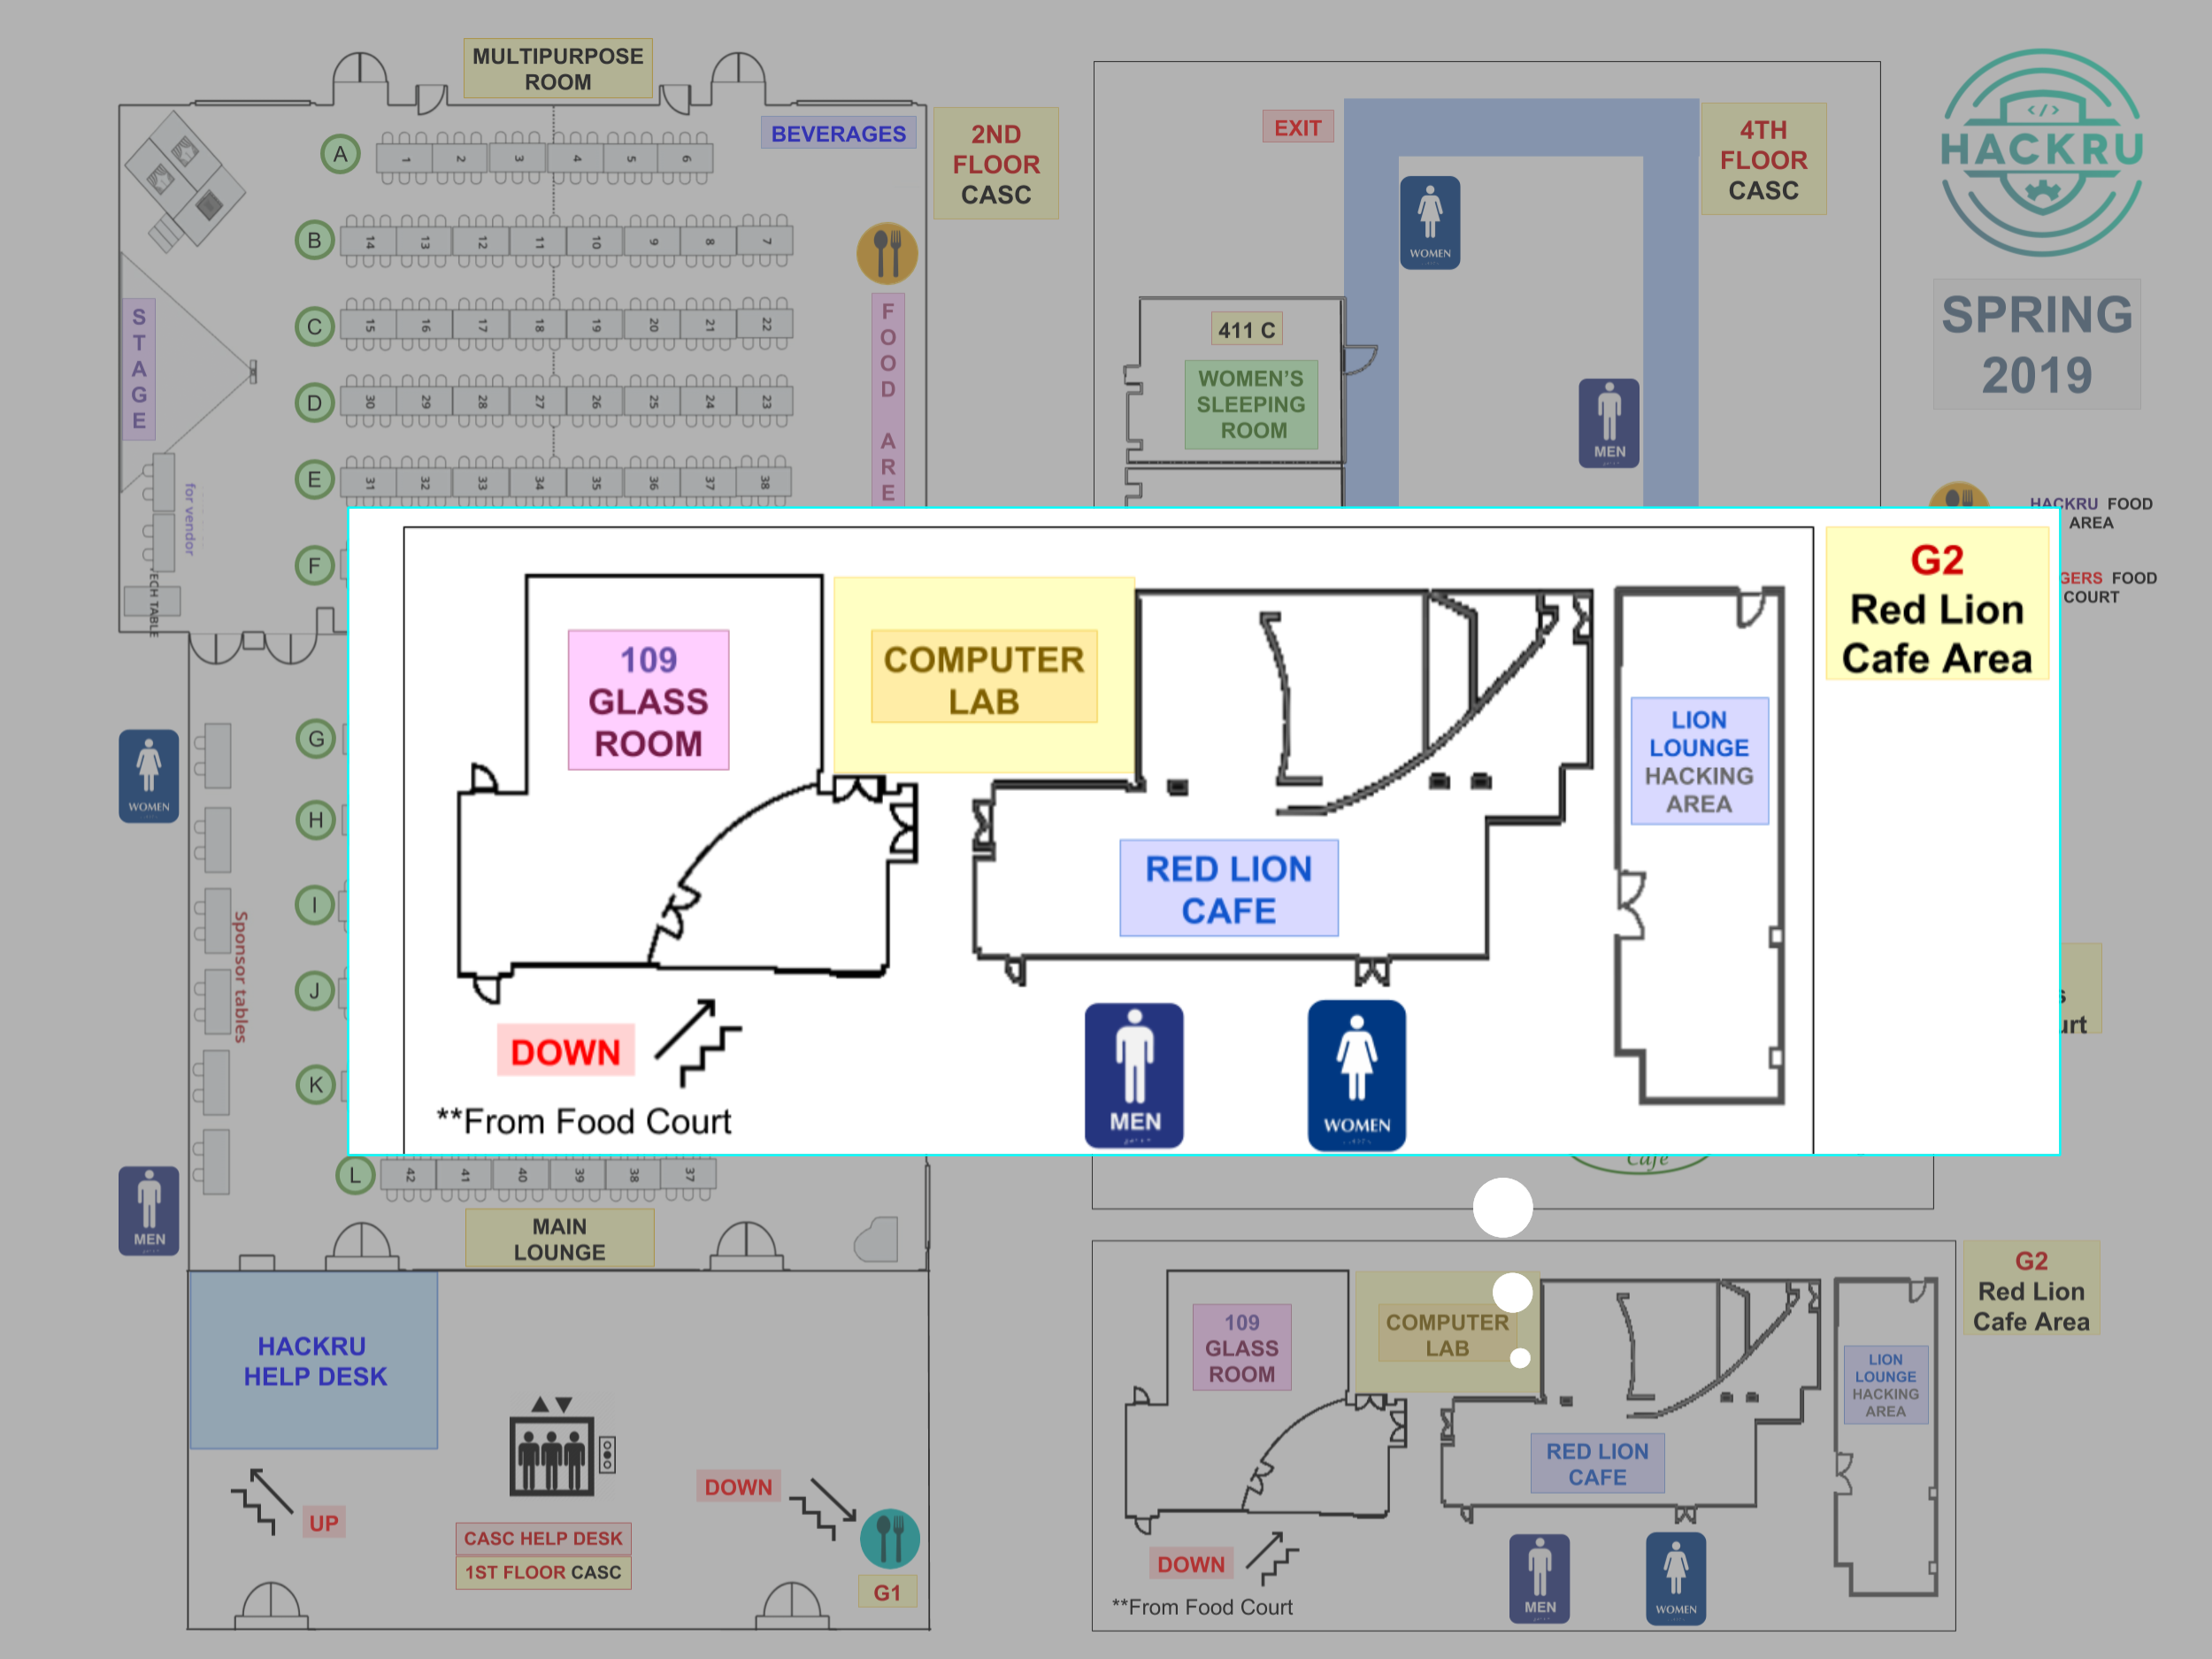 MULTIPURPOSE
ROOM
BEVERAGES
2ND
FLOOR
CASC
A
1 2 3 4 5 6
B
14 13 12 11 10 9 8 7
C
15 16 17 18 19 20 21 22
D
30 29 28 27 26 25 24 23
E
31 32 33 34 35 36 37 38
F
STAGE
FOOD ARE
for vendor
TECH TABLE
EXIT
4TH
FLOOR
CASC
WOMEN
411 C
WOMEN'S
SLEEPING
ROOM
MEN
</>
HACKRU
SPRING
2019
HACKRU FOOD
AREA
FOOD
COURT
109
GLASS
ROOM
COMPUTER
LAB
RED LION
CAFE
LION
LOUNGE
HACKING
AREA
G2
Red Lion
Cafe Area
DOWN
**From Food Court
MEN
WOMEN
WOMEN
G
H
I
J
K
Sponsor tables
MEN
L
42 41 40 39 38 37
MAIN
LOUNGE
Cafe
HACKRU
HELP DESK
UP
DOWN
CASC HELP DESK
1ST FLOOR CASC
G1
109
GLASS
ROOM
COMPUTER
LAB
RED LION
CAFE
LION
LOUNGE
HACKING
AREA
G2
Red Lion
Cafe Area
DOWN
**From Food Court
MEN
WOMEN